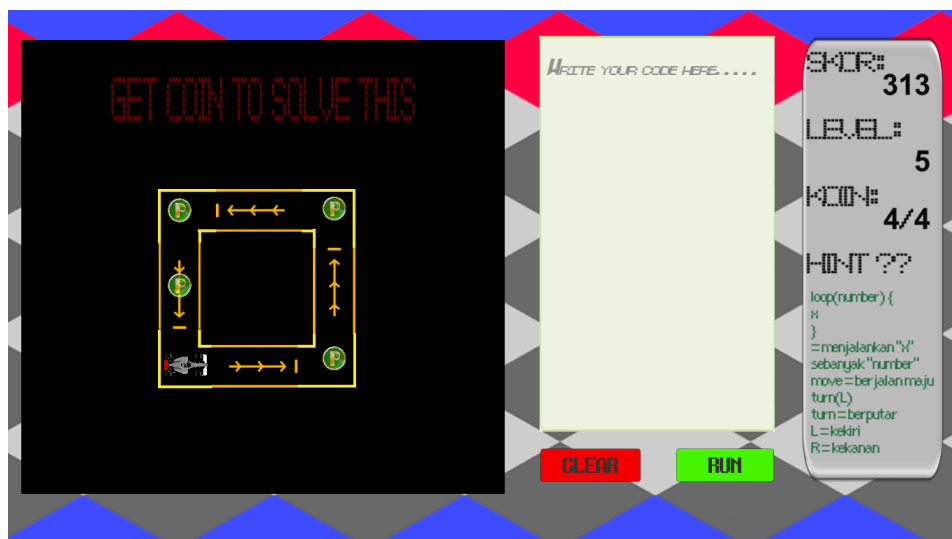 GET COIN TO SOLVE THIS
P
P
P
P
WRITE YOUR CODE HERE.....
CLEAR
RUN
SKOR:
313
LEVEL:
5
KOIN:
4/4
HINT ??
loop(number) {
x
}
=menjalankan "x"
sebanyak "number"
move=berjalan maju
turn(L)
turn=berputar
L=kekiri
R=kekanan